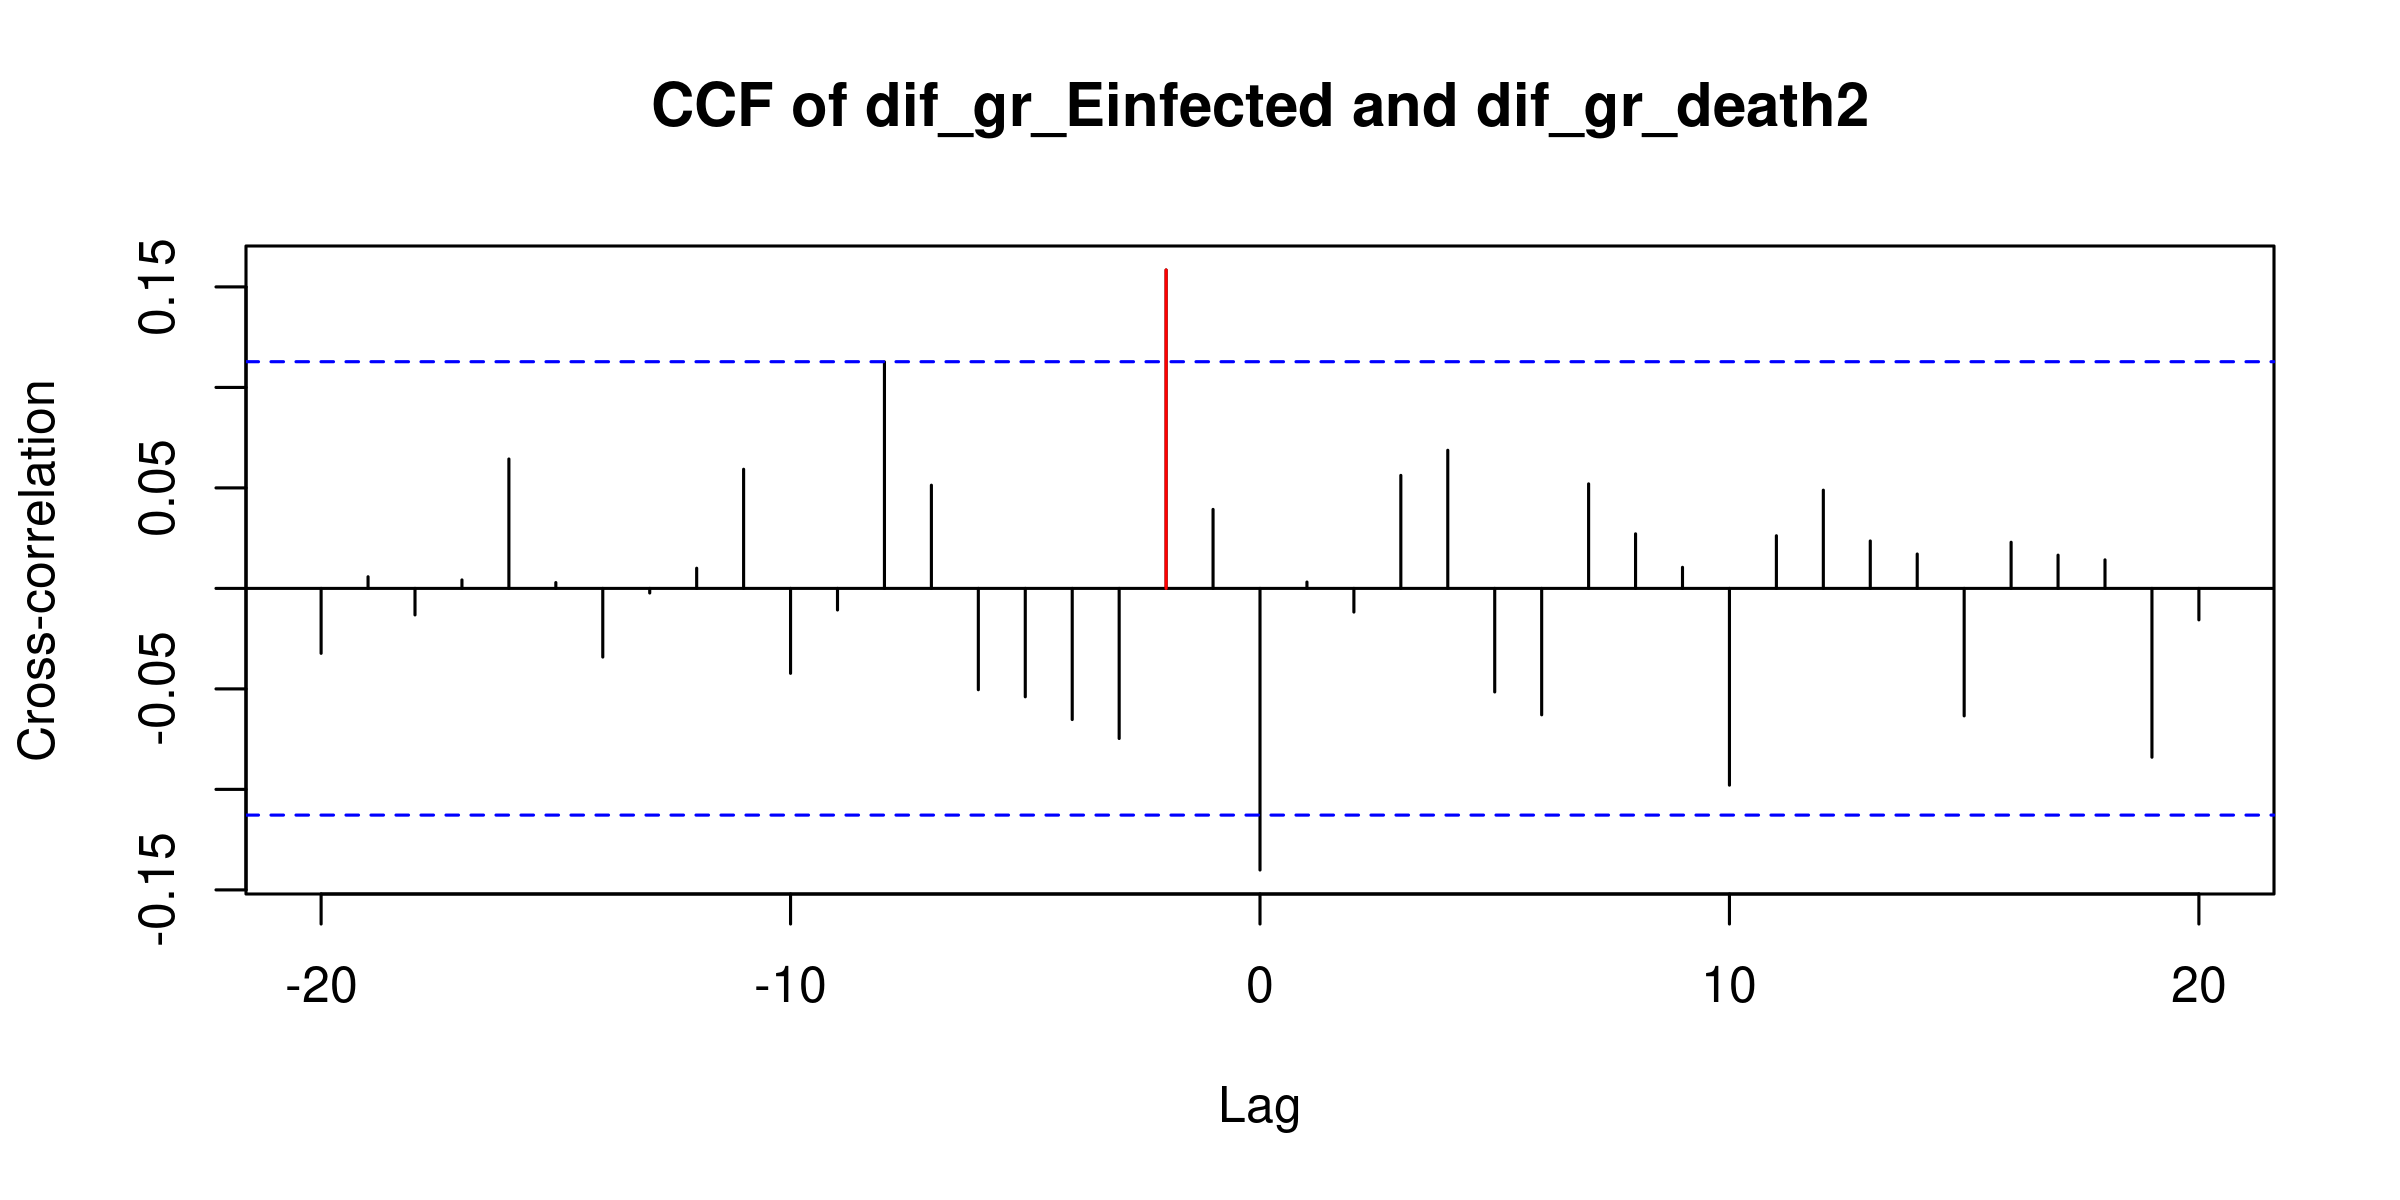 CCF of dif_gr_Einfected and dif_gr_death2
Cross-correlation
0.15
0.05
-0.05
-0.15
-20 -10 0 10 20
Lag